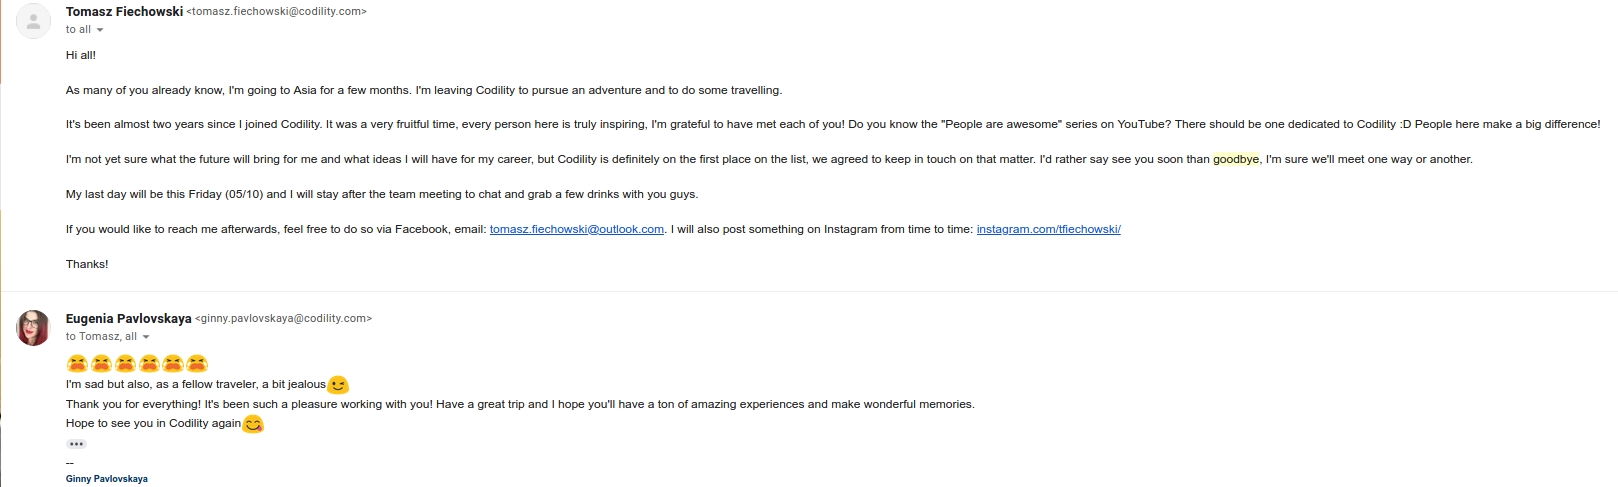 Tomasz Fiechowski <tomasz.fiechowski@codility.com>
to all
Hi all!
As many of you already know, I'm going to Asia for a few months. I'm leaving Codility to pursue an adventure and to do some travelling.
It's been almost two years since I joined Codility. It was a very fruitful time, every person here is truly inspiring, I'm grateful to have met each of you! Do you know the "People are awesome" series on YouTube? There should be one dedicated to Codility :D People here make a big difference!
I'm not yet sure what the future will bring for me and what ideas I will have for my career, but Codility is definitely on the first place on the list, we agreed to keep in touch on that matter. I'd rather say see you soon than goodbye, I'm sure we'll meet one way or another.
My last day will be this Friday (05/10) and I will stay after the team meeting to chat and grab a few drinks with you guys.
If you would like to reach me afterwards, feel free to do so via Facebook, email: tomasz.fiechowski@outlook.com. I will also post something on Instagram from time to time: instagram.com/tfiechowski/
Thanks!
Eugenia Pavlovskaya <ginny.pavlovskaya@codility.com>
to Tomasz, all
😫😫😫😫😫😫
I'm sad but also, as a fellow traveler, a bit jealous😉
Thank you for everything! It's been such a pleasure working with you! Have a great trip and I hope you'll have a ton of amazing experiences and make wonderful memories.
Hope to see you in Codility again😋
•••
--
Ginny Pavlovskaya